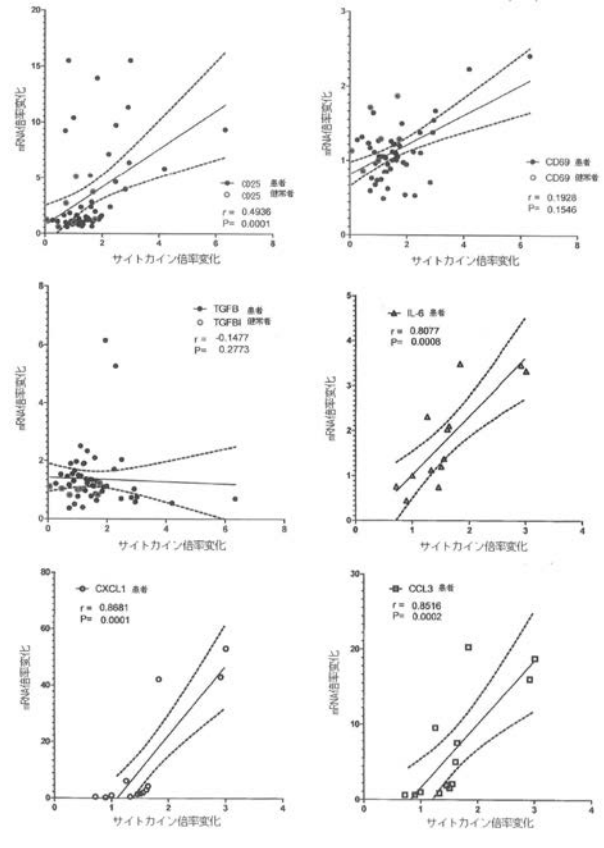 20
15
10
5
0
mRNA倍率変化
0 2 4 6 8
サイトカイン倍率変化
CD25 患者
CD25 健常者
r = 0.4936
P= 0.0001
3
2
1
0
mRNA倍率変化
0 2 4 6 8
サイトカイン倍率変化
CD69 患者
CD69 健常者
r = 0.1928
P= 0.1546
8
6
4
2
0
mRNA倍率変化
0 2 4 6 8
サイトカイン倍率変化
TGFB 患者
TGFBI 健常者
r = -0.1477
P= 0.2773
5
4
3
2
1
0
mRNA倍率変化
0 1 2 3 4
サイトカイン倍率変化
IL-6 患者
r = 0.8077
P= 0.0008
80
60
40
20
0
mRNA倍率変化
0 1 2 3 4
サイトカイン倍率変化
CXCL1 患者
r = 0.8681
P= 0.0001
30
20
10
0
mRNA倍率変化
0 1 2 3 4
サイトカイン倍率変化
CCL3 患者
r = 0.8516
P= 0.0002